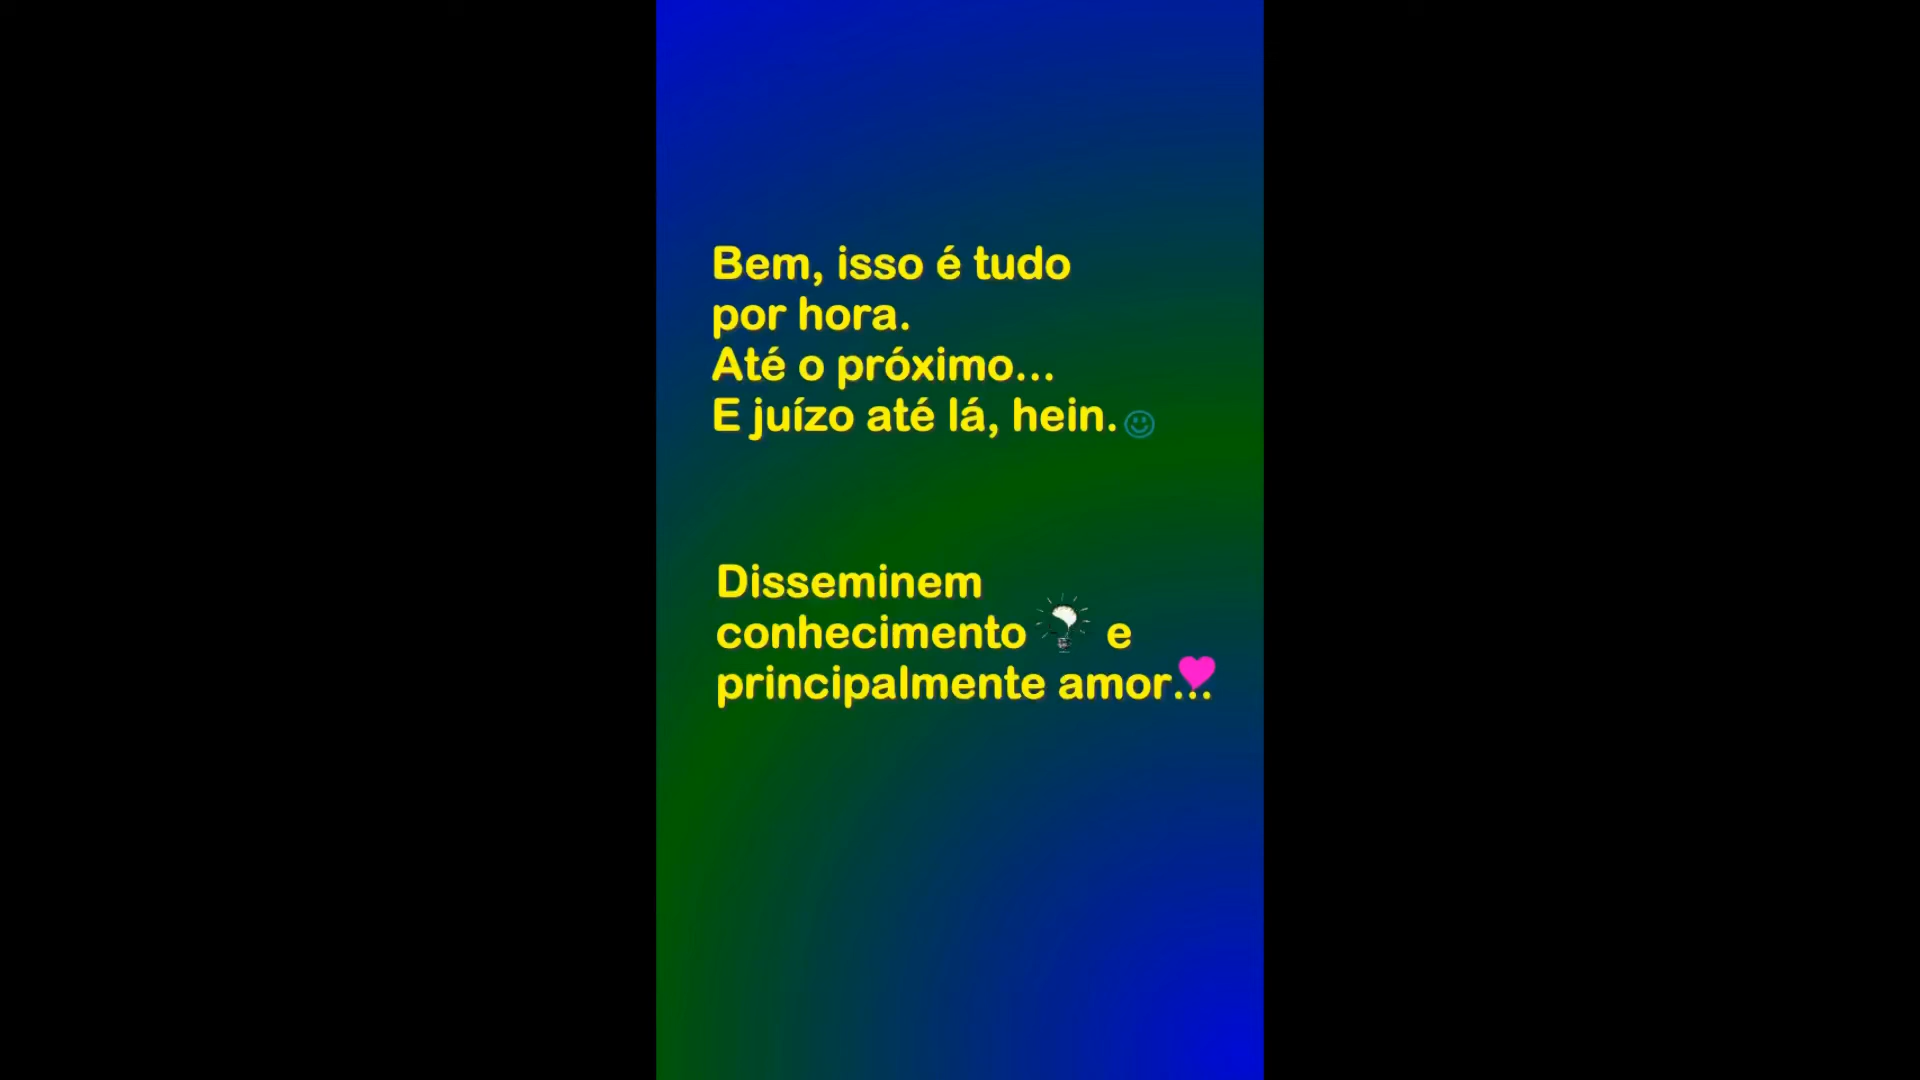 Bem, isso é tudo
por hora.
Até o próximo...
E juízo até lá, hein.
Disseminem
conhecimento e
principalmente amor...